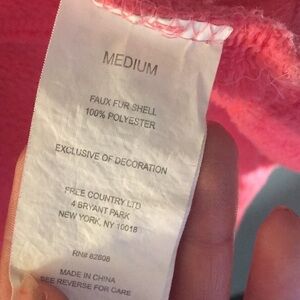 MEDIUM
FAUX FUR SHELL
100% POLYESTER
EXCLUSIVE OF DECORATION
FREE COUNTRY LTD
4 BRYANT PARK
NEW YORK, NY 10018
RN# 82808
MADE IN CHINA
SEE REVERSE FOR CARE